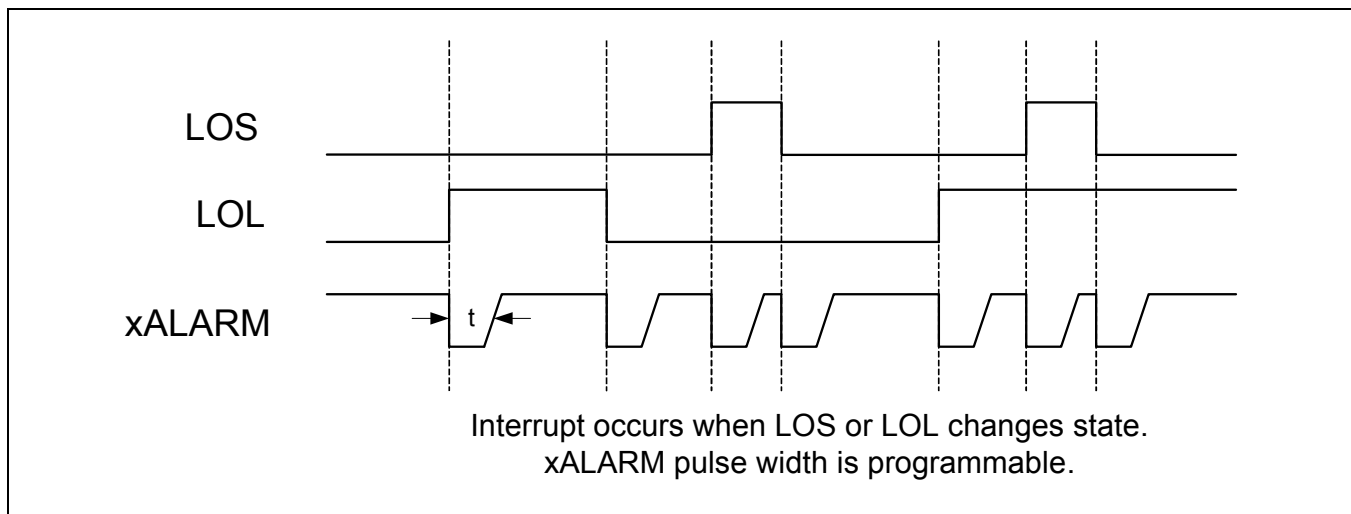 LOS
LOL
xALARM
t
Interrupt occurs when LOS or LOL changes state.
xALARM pulse width is programmable.